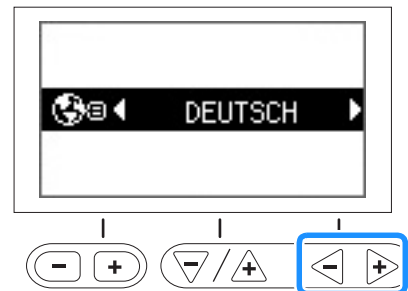 DEUTSCH
- + - / + - +